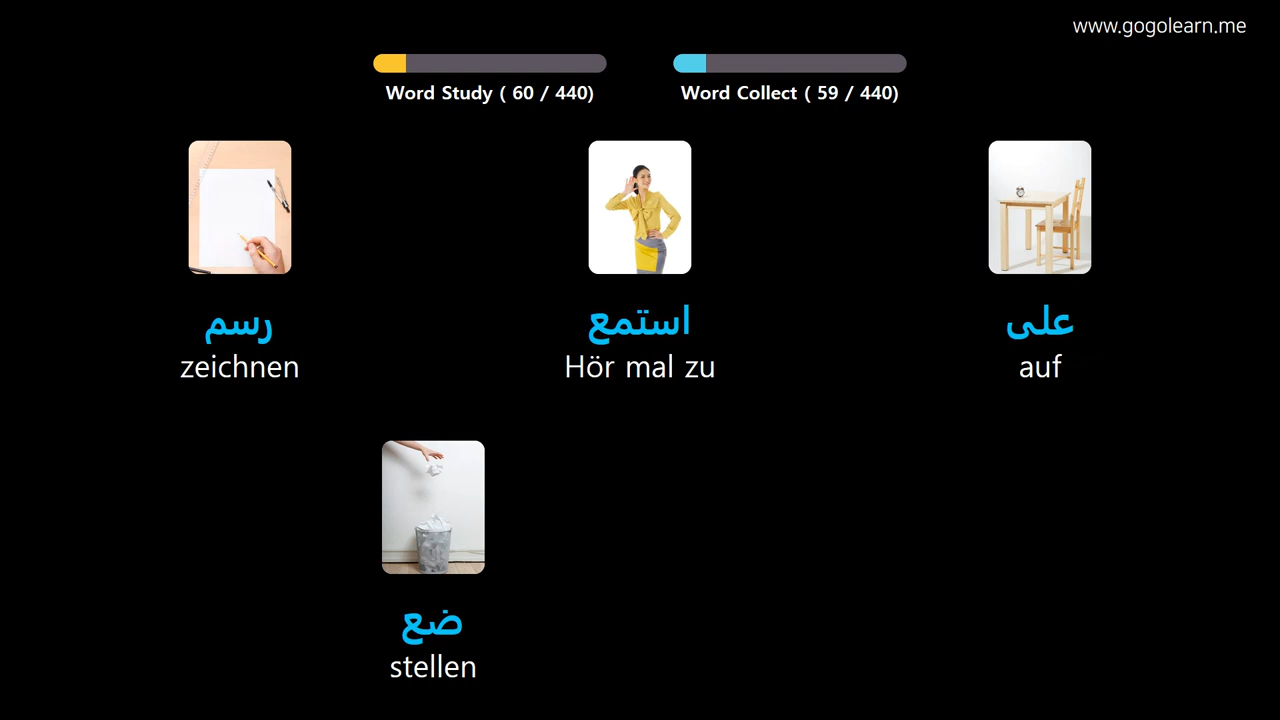 www.gogolearn.me
Word Study ( 60 / 440)
Word Collect ( 59 / 440)
رسم
zeichnen
استمع
Hör mal zu
على
auf
ضع
stellen